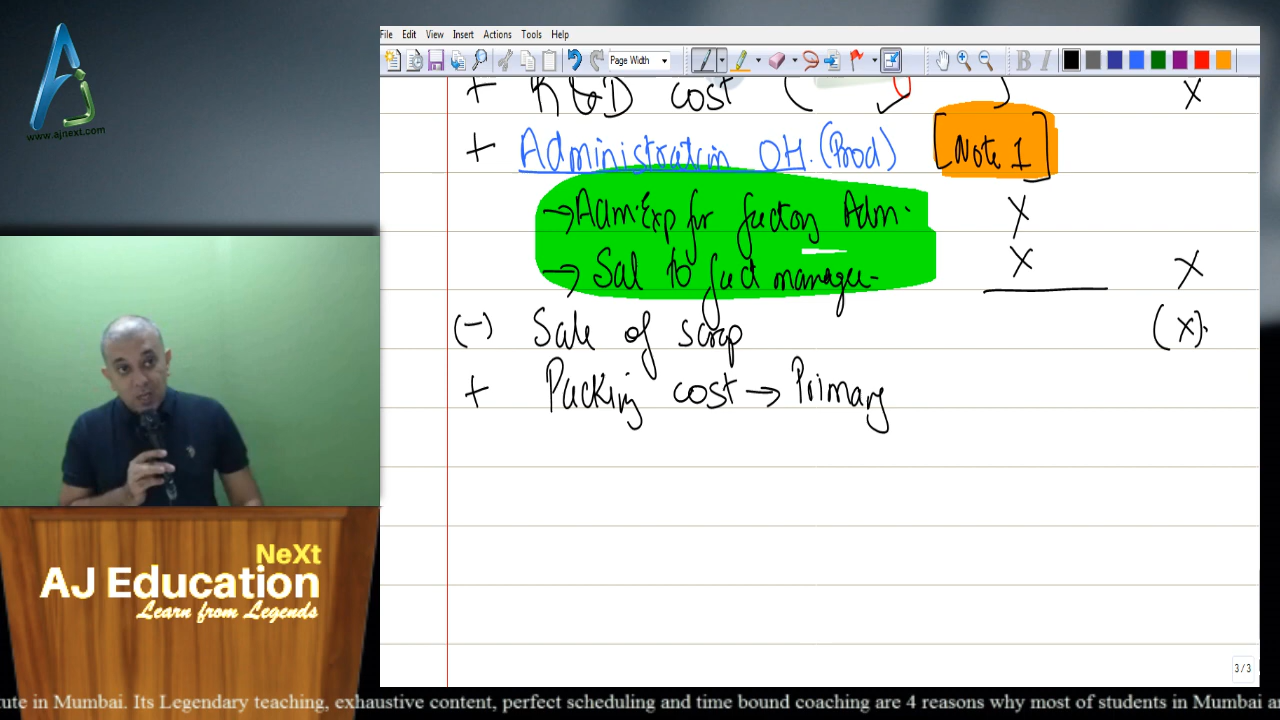 www.ajnext.com
File Edit View Insert Actions Tools Help
Page Width
B I
+ R&D cost ( ) X
+ Administratin OH. (Prod) [Note 1]
→ Adm. Exp for factory Adm. X
→ Sal to fact manager X X
(-) Sale of scrap (X).
+ Packing cost → Primary
3/3
NeXt
AJ Education
Learn from Legends
ute in Mumbai. Its Legendary teaching, exhaustive content, perfect scheduling and time bound coaching are 4 reasons why most of students in Mumbai a